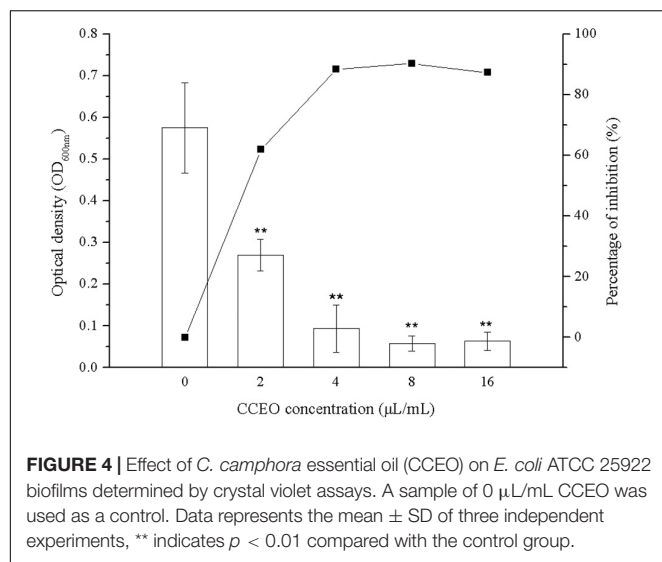 0.8
0.7
0.6
0.5
0.4
0.3
0.2
0.1
0.0
Optical density (OD600nm)
100
80
60
40
20
0
Percentage of inhibition (%)
**
**
**
**
0 2 4 8 16
CCEO concentration (μL/mL)
FIGURE 4 | Effect of C. camphora essential oil (CCEO) on E. coli ATCC 25922
biofilms determined by crystal violet assays. A sample of 0 μL/mL CCEO was
used as a control. Data represents the mean ± SD of three independent
experiments, ** indicates p < 0.01 compared with the control group.